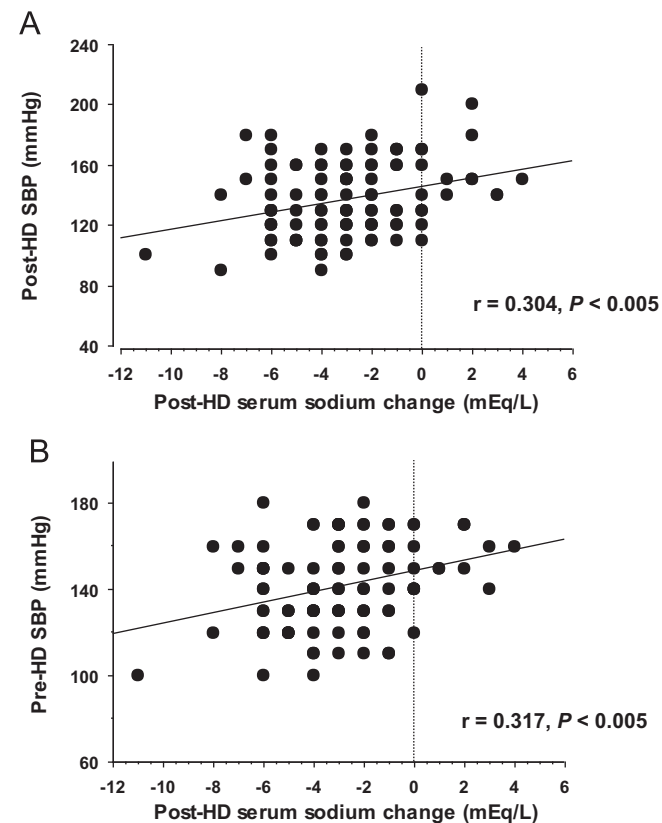 A
240
200
160
120
80
40
Post-HD SBP (mmHg)
r = 0.304, P < 0.005
-12 -10 -8 -6 -4 -2 0 2 4 6
Post-HD serum sodium change (mEq/L)
B
180
140
100
60
Pre-HD SBP (mmHg)
r = 0.317, P < 0.005
-12 -10 -8 -6 -4 -2 0 2 4 6
Post-HD serum sodium change (mEq/L)